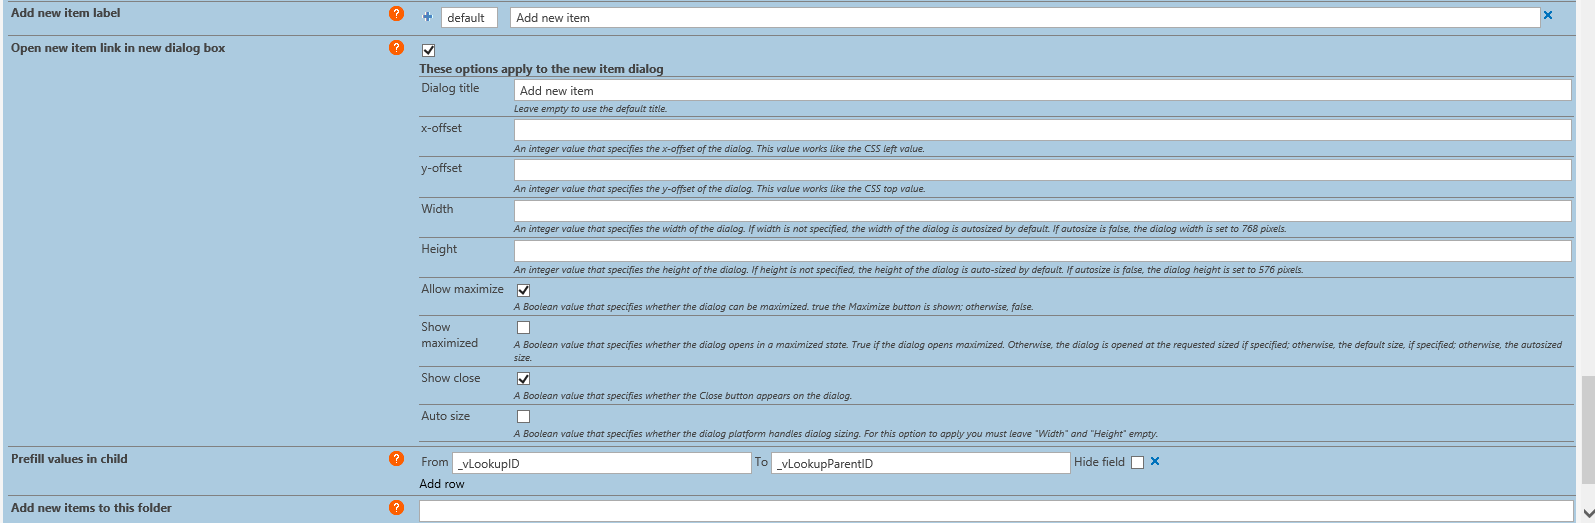 Add new item label ? default Add new item
Open new item link in new dialog box ?
These options apply to the new item dialog
Dialog title Add new item
Leave empty to use the default title.
x-offset
An integer value that specifies the x-offset of the dialog. This value works like the CSS left value.
y-offset
An integer value that specifies the y-offset of the dialog. This value works like the CSS top value.
Width
An integer value that specifies the width of the dialog. If width is not specified, the width of the dialog is autosized by default. If autosize is false, the dialog width is set to 768 pixels.
Height
An integer value that specifies the height of the dialog. If height is not specified, the height of the dialog is auto-sized by default. If autosize is false, the dialog height is set to 576 pixels.
Allow maximize
A Boolean value that specifies whether the dialog can be maximized. true the Maximize button is shown; otherwise, false.
Show
maximized
A Boolean value that specifies whether the dialog opens in a maximized state. True if the dialog opens maximized. Otherwise, the dialog is opened at the requested sized if specified; otherwise, the default size, if specified; otherwise, the autosized
size.
Show close
A Boolean value that specifies whether the Close button appears on the dialog.
Auto size
A Boolean value that specifies whether the dialog platform handles dialog sizing. For this option to apply you must leave "Width" and "Height" empty.
Prefill values in child ? From _vLookupID To _vLookupParentID Hide field
Add row
Add new items to this folder ?